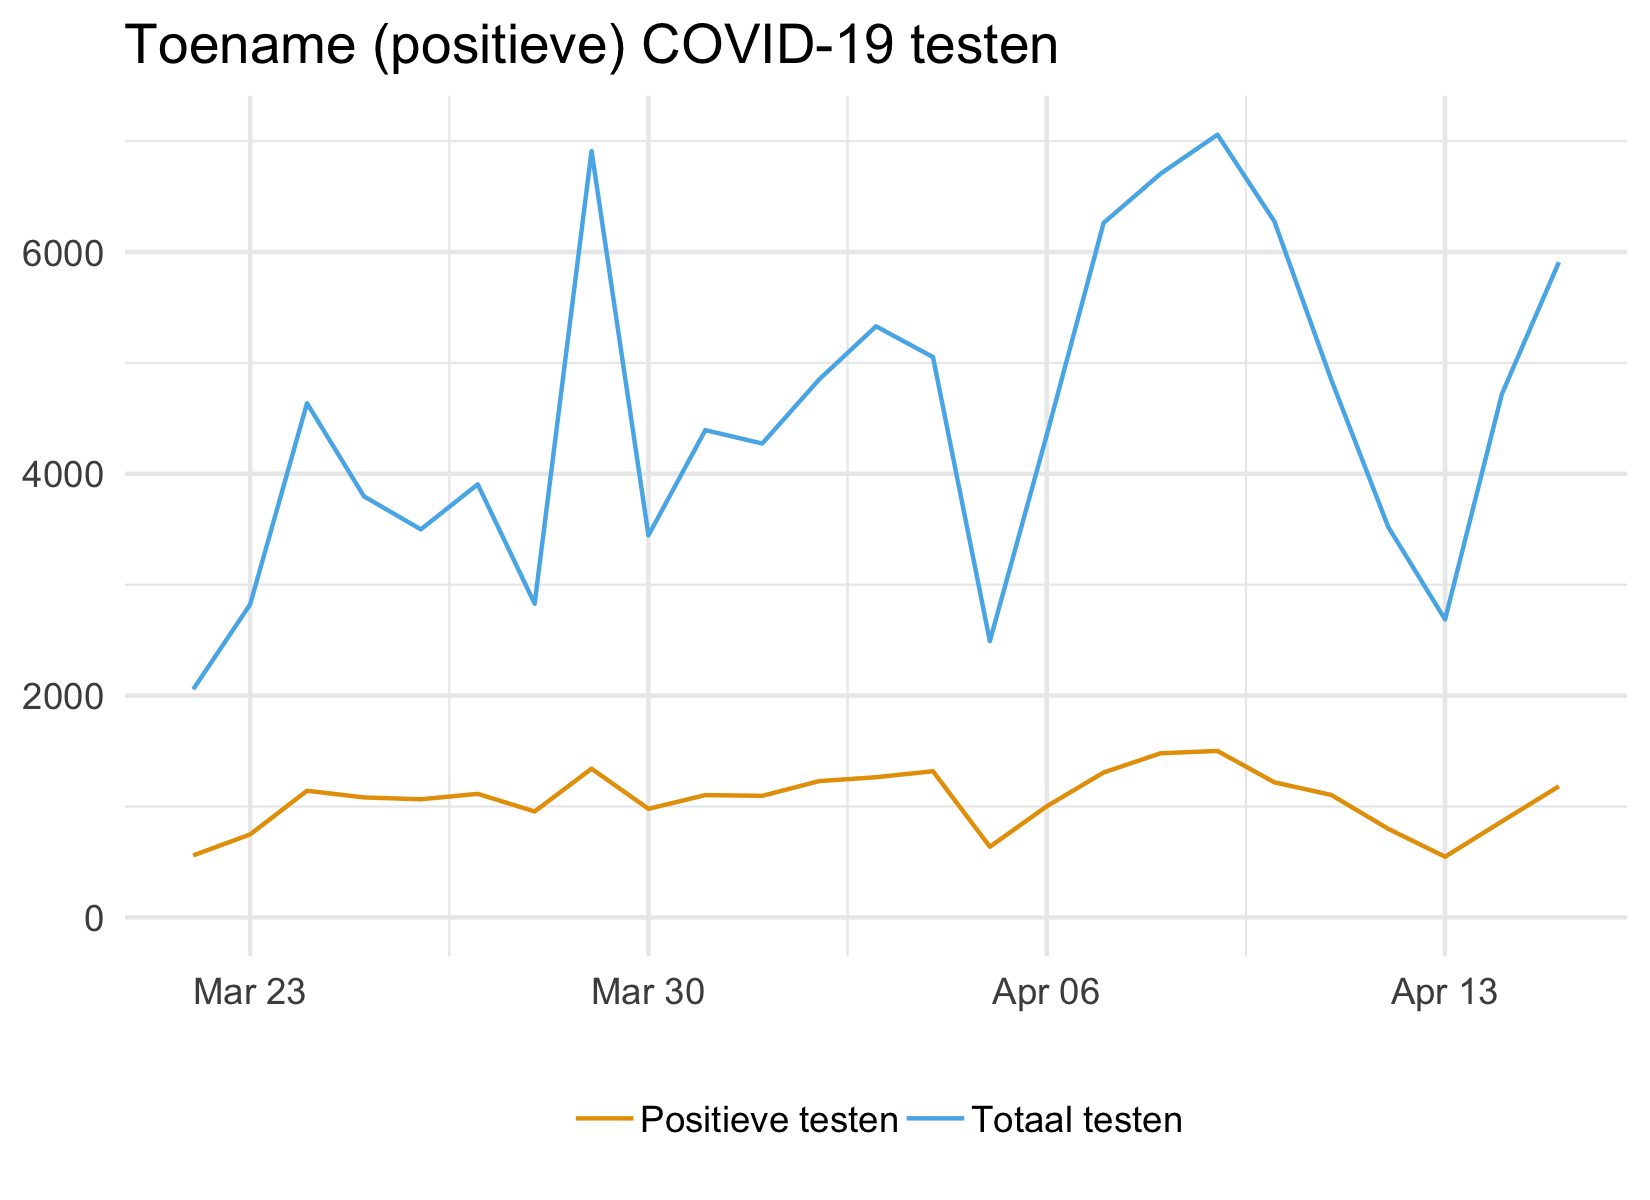 Toename (positieve) COVID-19 testen
6000
4000
2000
0
Mar 23 Mar 30 Apr 06 Apr 13
Positieve testen Totaal testen